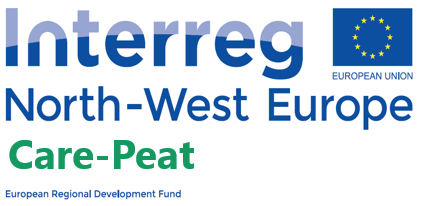 Interreg
EUROPEAN UNION
North-West Europe
Care-Peat
European Regional Development Fund